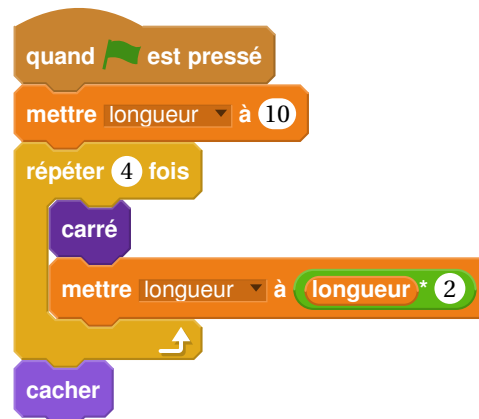 quand est pressé
mettre longueur à 10
répéter 4 fois
carré
mettre longueur à longueur * 2
cacher